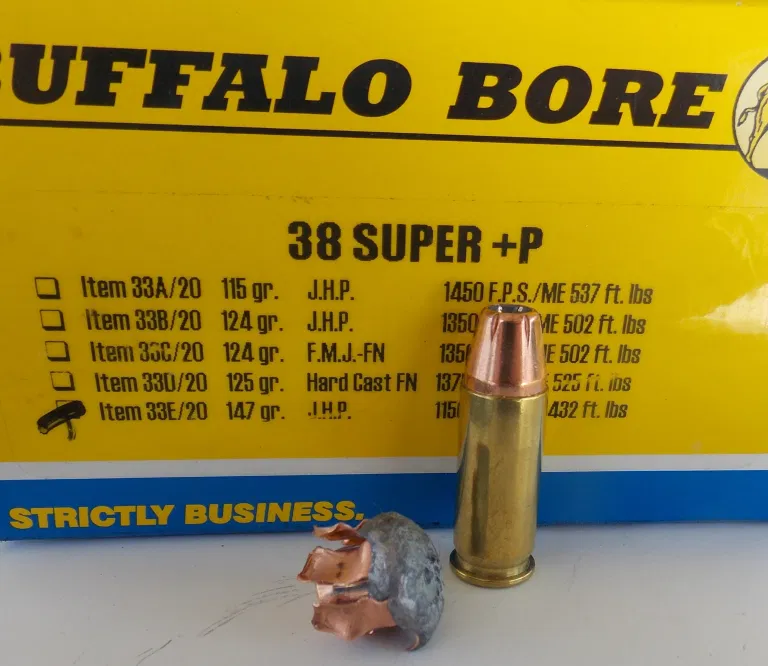 BUFFALO BORE
38 SUPER +P
Item 33A/20 115 gr. J.H.P. 1450 F.P.S./ME 537 ft. lbs
Item 33B/20 124 gr. J.H.P. 1350 ME 502 ft. lbs
Item 33C/20 124 gr. F.M.J.-FN 135 E 502 ft. lbs
Item 33D/20 125 gr. Hard Cast FN 137 525 ft. lbs
Item 33E/20 147 gr. J.H.P. 115 432 ft. lbs
STRICTLY BUSINESS.